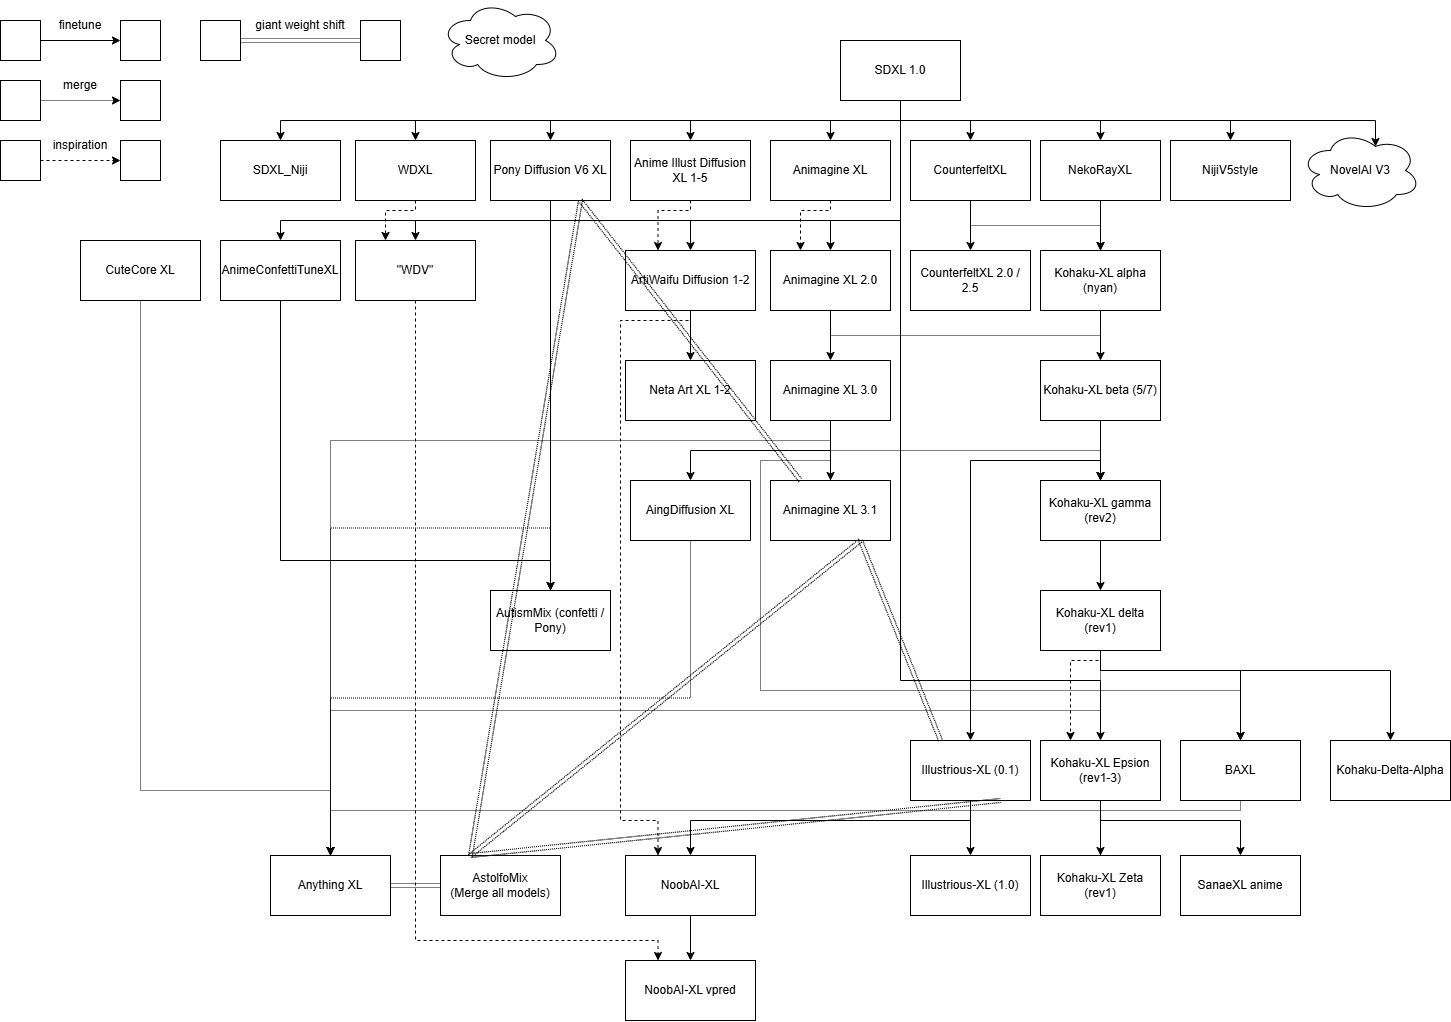 finetune
giant weight shift
Secret model
SDXL 1.0
merge
inspiration
SDXL_Niji
WDXL
Pony Diffusion V6 XL
Anime Illust Diffusion
XL 1-5
Animagine XL
CounterfeltXL
NekoRayXL
NijiV5style
NovelAI V3
CuteCore XL
AnimeConfettiTuneXL
"WDV"
ArtiWaifu Diffusion 1-2
Animagine XL 2.0
CounterfeltXL 2.0 /
2.5
Kohaku-XL alpha
(nyan)
Neta Art XL 1-2
Animagine XL 3.0
Kohaku-XL beta (5/7)
AingDiffusion XL
Animagine XL 3.1
Kohaku-XL gamma
(rev2)
AutismMix (confetti /
Pony)
Kohaku-XL delta
(rev1)
Illustrious-XL (0.1)
Kohaku-XL Epsion
(rev1-3)
BAXL
Kohaku-Delta-Alpha
Anything XL
AstolfoMix
(Merge all models)
NoobAI-XL
Illustrious-XL (1.0)
Kohaku-XL Zeta
(rev1)
SanaeXL anime
NoobAI-XL vpred